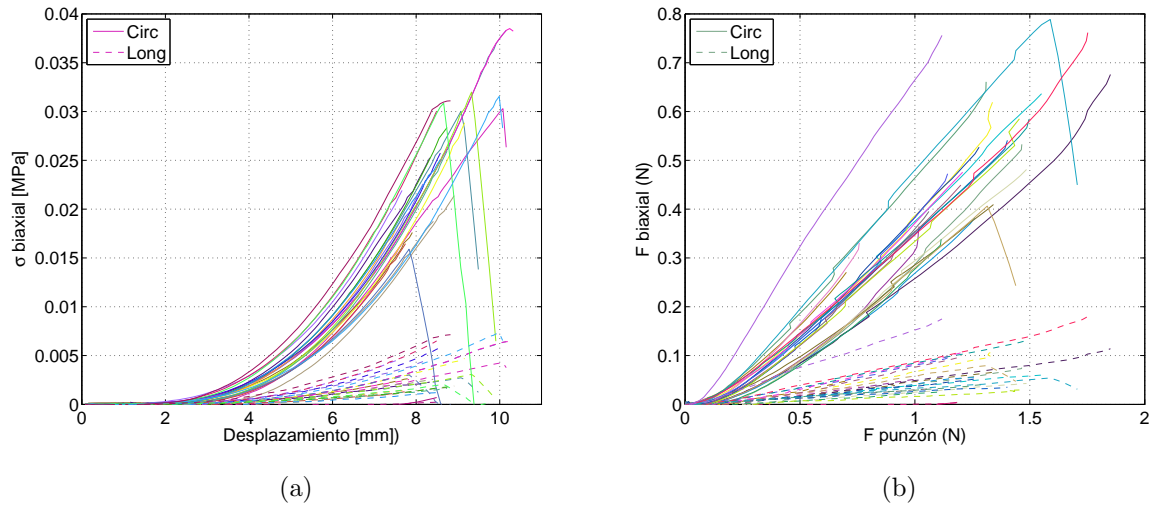 0.04
0.035
0.03
0.025
0.02
0.015
0.01
0.005
0
σ biaxial [MPa]
Circ
Long
0 2 4 6 8 10
Desplazamiento [mm])
(a)
0.8
0.7
0.6
0.5
0.4
0.3
0.2
0.1
0
F biaxial (N)
Circ
Long
0 0.5 1 1.5 2
F punzón (N)
(b)